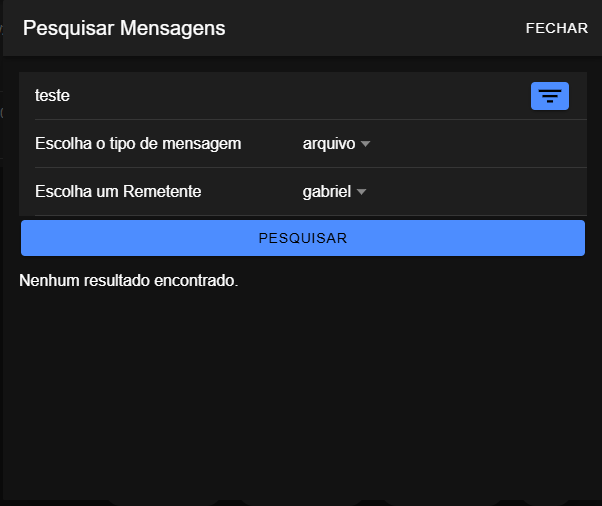 Pesquisar Mensagens FECHAR
teste
Escolha o tipo de mensagem arquivo
Escolha um Remetente gabriel
PESQUISAR
Nenhum resultado encontrado.